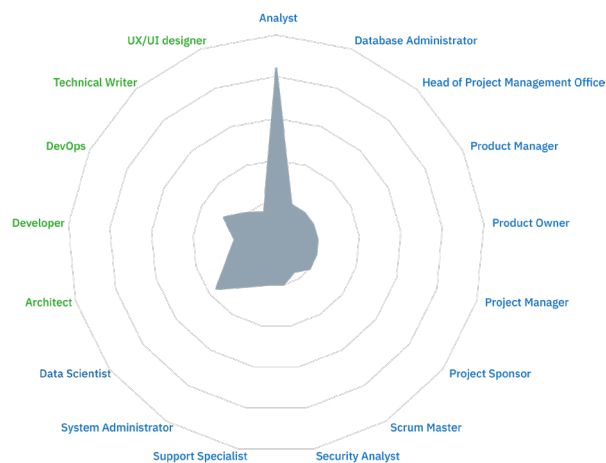 Analyst
UX/UI designer
Database Administrator
Technical Writer
Head of Project Management Office
DevOps
Product Manager
Developer
Product Owner
Architect
Project Manager
Data Scientist
Project Sponsor
System Administrator
Scrum Master
Support Specialist
Security Analyst